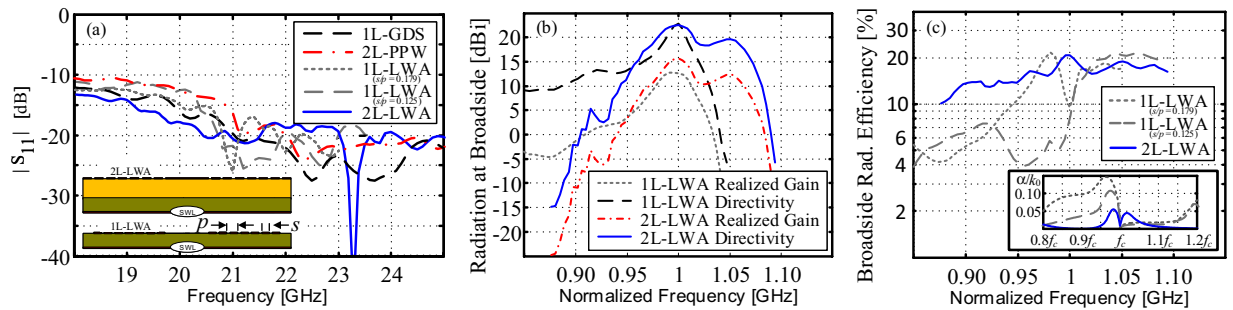 (a)
|S11| [dB]
0
-10
-20
-30
-40
1L-GDS
2L-PPW
1L-LWA
(s/p = 0.179)
1L-LWA
(s/p = 0.125)
2L-LWA
2L-LWA
SWL
1L-LWA
p
s
SWL
18 19 20 21 22 23 24
Frequency [GHz]
(b)
Radiation at Broadside [dBi]
20
15
10
5
0
-5
-10
-15
-20
1L-LWA Realized Gain
1L-LWA Directivity
2L-LWA Realized Gain
2L-LWA Directivity
0.90 0.95 1 1.05 1.10
Normalized Frequency [GHz]
(c)
Broadside Rad. Efficiency [%]
40
20
10
4
2
1L-LWA
(s/p = 0.179)
1L-LWA
(s/p = 0.125)
2L-LWA
α/k0
0.10
0.05
0.8fc 0.9fc fc 1.1fc 1.2fc
0.90 0.95 1 1.05 1.10
Normalized Frequency [GHz]